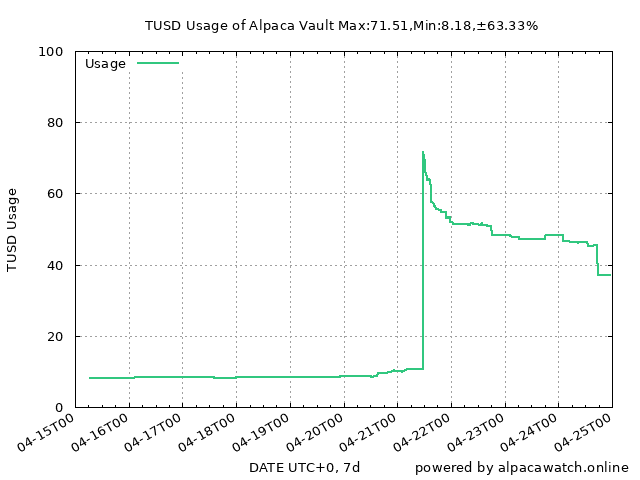 TUSD Usage of Alpaca Vault Max:71.51,Min:8.18,±63.33%
Usage
100
80
60
40
20
0
TUSD Usage
04-15T00
04-16T00
04-17T00
04-18T00
04-19T00
04-20T00
04-21T00
04-22T00
04-23T00
04-24T00
04-25T00
DATE UTC+0, 7d
powered by alpacawatch.online